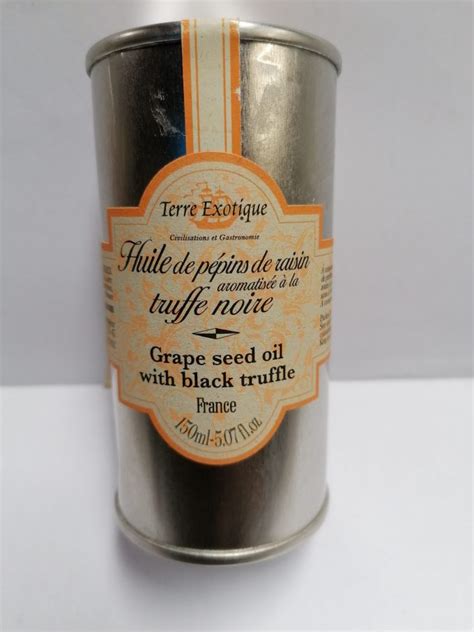 Terre Exotique
Civilisations et Gastronomie
Huile de pépins de raisin
aromatisée à la
truffe noire
Grape seed oil
with black truffle
France
150ml-5.07fl.oz